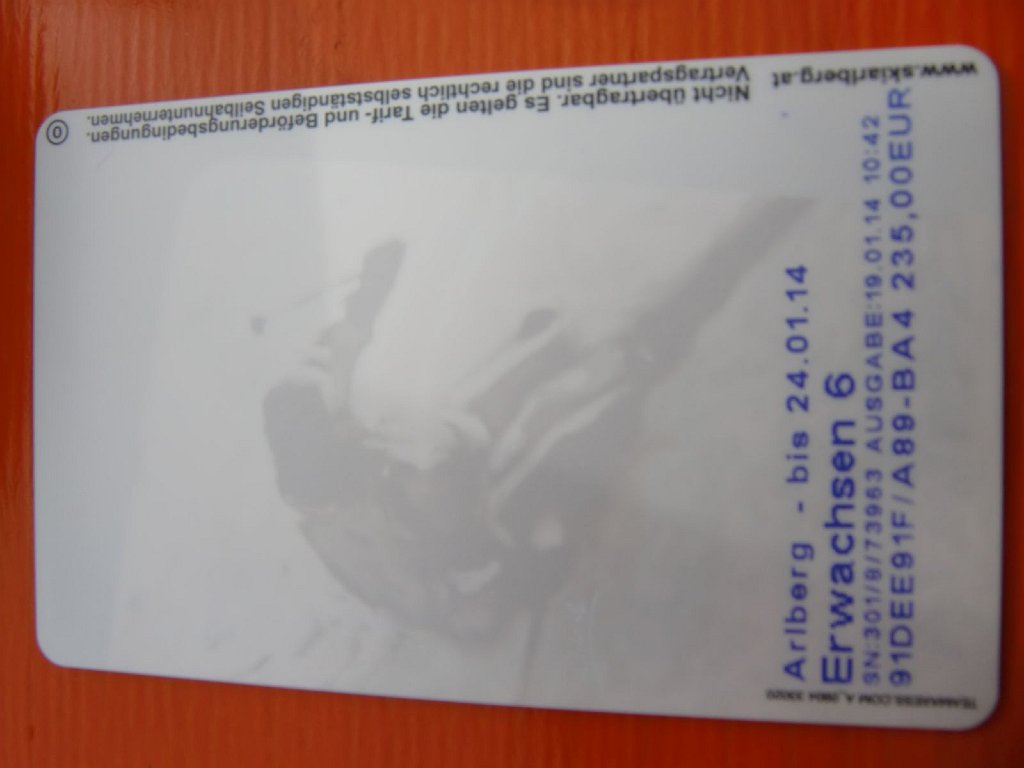 Arlberg - bis 24.01.14
Erwachsen 6
SN:301/8/73963 AUSGABE:19.01.14 10:42
91DEE91F/A89-BA4 235,00EUR
www.skiarlberg.at
Nicht übertragbar. Es gelten die Tarif- und Beförderungsbedingungen.
Vertragspartner sind die rechtlich selbstständigen Seilbahnunternehmen.
0